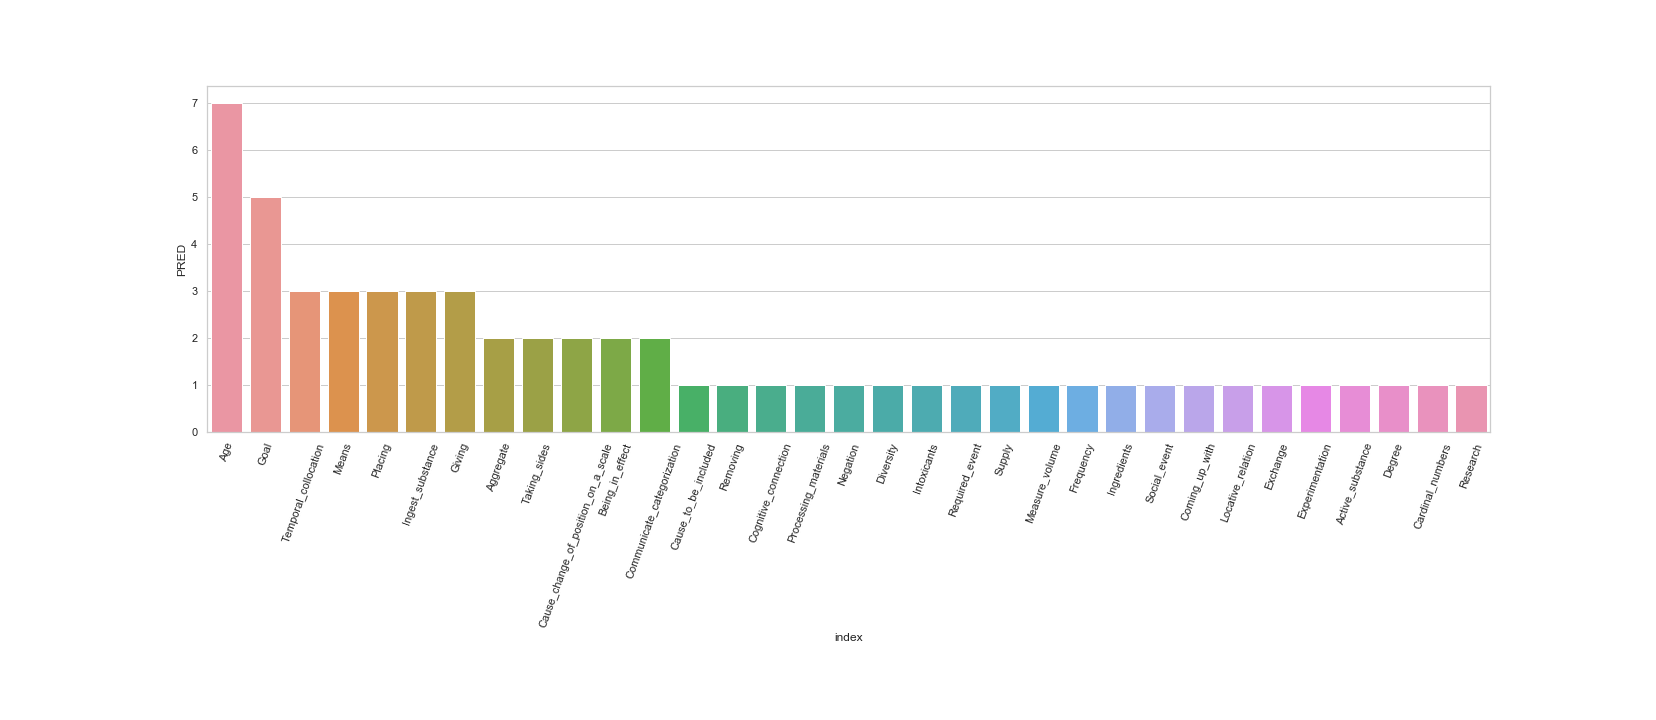 7
6
5
4
3
2
1
0
PRED
Age
Goal
Temporal_collocation
Means
Placing
Ingest_substance
Giving
Aggregate
Taking_sides
Cause_change_of_position_on_a_scale
Being_in_effect
Communicate_categorization
Cause_to_be_included
Removing
Cognitive_connection
Processing_materials
Negation
Diversity
Intoxicants
Required_event
Supply
Measure_volume
Frequency
Ingredients
Social_event
Coming_up_with
Locative_relation
Exchange
Experimentation
Active_substance
Degree
Cardinal_numbers
Research
index